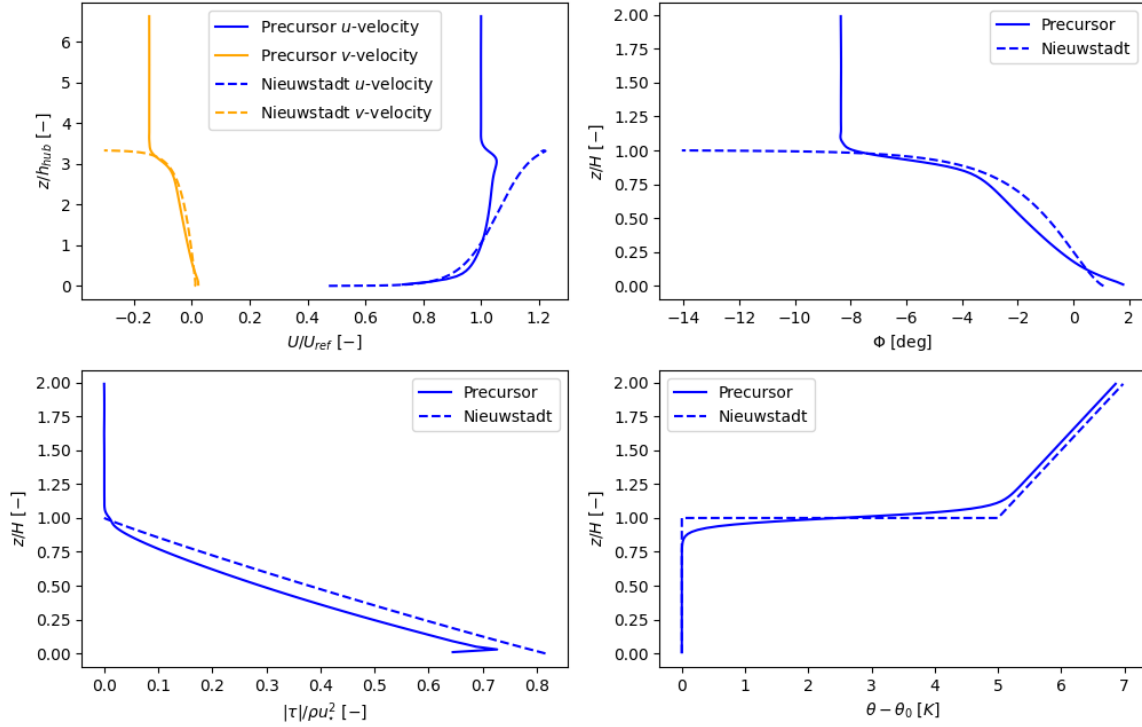 6
5
4
3
2
1
0
z/h_hub [−]
Precursor u-velocity
Precursor v-velocity
Nieuwstadt u-velocity
Nieuwstadt v-velocity
−0.2 0.0 0.2 0.4 0.6 0.8 1.0 1.2
U/U_ref [−]
2.00
1.75
1.50
1.25
1.00
0.75
0.50
0.25
0.00
z/H [−]
Precursor
Nieuwstadt
−14 −12 −10 −8 −6 −4 −2 0 2
Φ [deg]
2.00
1.75
1.50
1.25
1.00
0.75
0.50
0.25
0.00
z/H [−]
Precursor
Nieuwstadt
0.0 0.1 0.2 0.3 0.4 0.5 0.6 0.7 0.8
|τ|/ρu⋆² [−]
2.00
1.75
1.50
1.25
1.00
0.75
0.50
0.25
0.00
z/H [−]
Precursor
Nieuwstadt
0 1 2 3 4 5 6 7
θ − θ₀ [K]